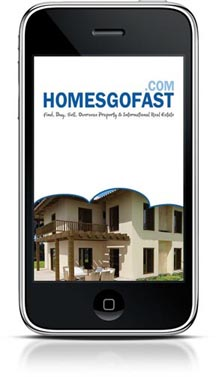 .COM
HOMESGOFAST
Find, Buy, Sell, Overseas Property & International Real Estate